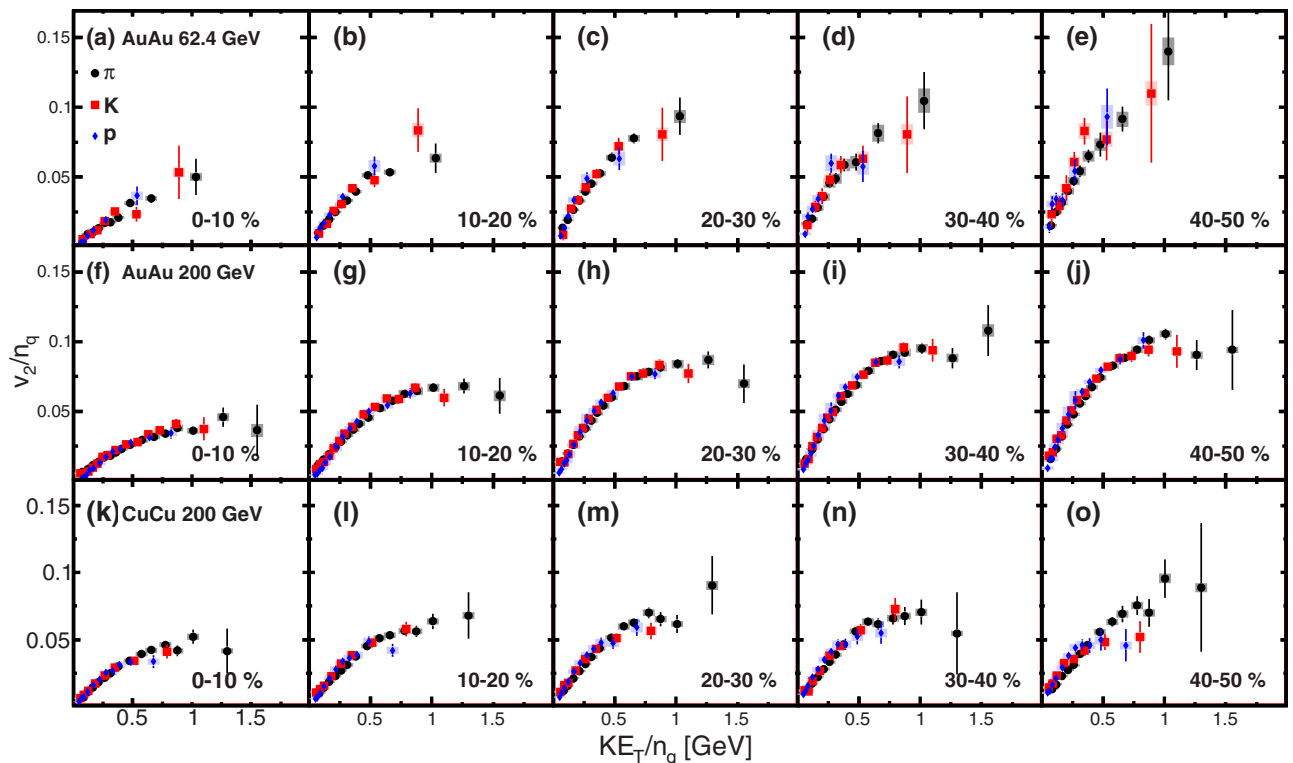 (a) AuAu 62.4 GeV
(b)
(c)
(d)
(e)
π
K
p
0-10 %
10-20 %
20-30 %
30-40 %
40-50 %
0.15
0.1
0.05
(f) AuAu 200 GeV
(g)
(h)
(i)
(j)
0-10 %
10-20 %
20-30 %
30-40 %
40-50 %
0.15
0.1
0.05
0
v2/nq
(k) CuCu 200 GeV
(l)
(m)
(n)
(o)
0-10 %
10-20 %
20-30 %
30-40 %
40-50 %
0.15
0.1
0.05
0.5 1 1.5
0.5 1 1.5
0.5 1 1.5
0.5 1 1.5
0.5 1 1.5
KET/nq [GeV]